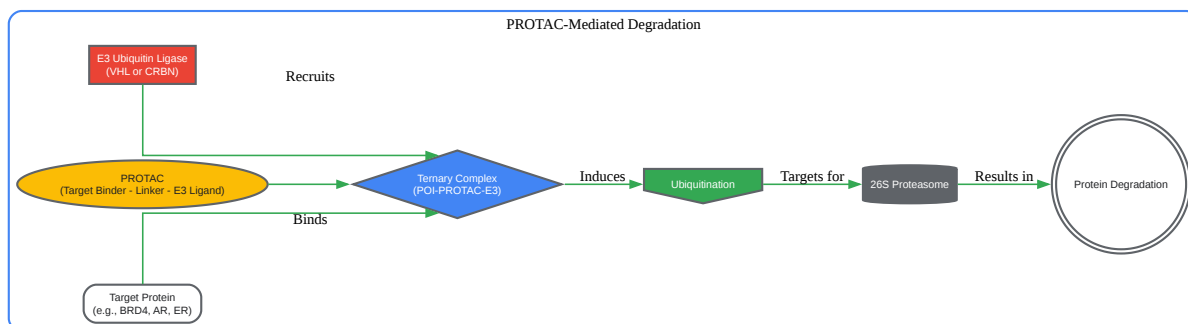 PROTAC-Mediated Degradation
E3 Ubiquitin Ligase
(VHL or CRBN)
Recruits
PROTAC
(Target Binder - Linker - E3 Ligand)
Ternary Complex
(POI-PROTAC-E3)
Induces
Ubiquitination
Targets for
26S Proteasome
Results in
Protein Degradation
Binds
Target Protein
(e.g., BRD4, AR, ER)